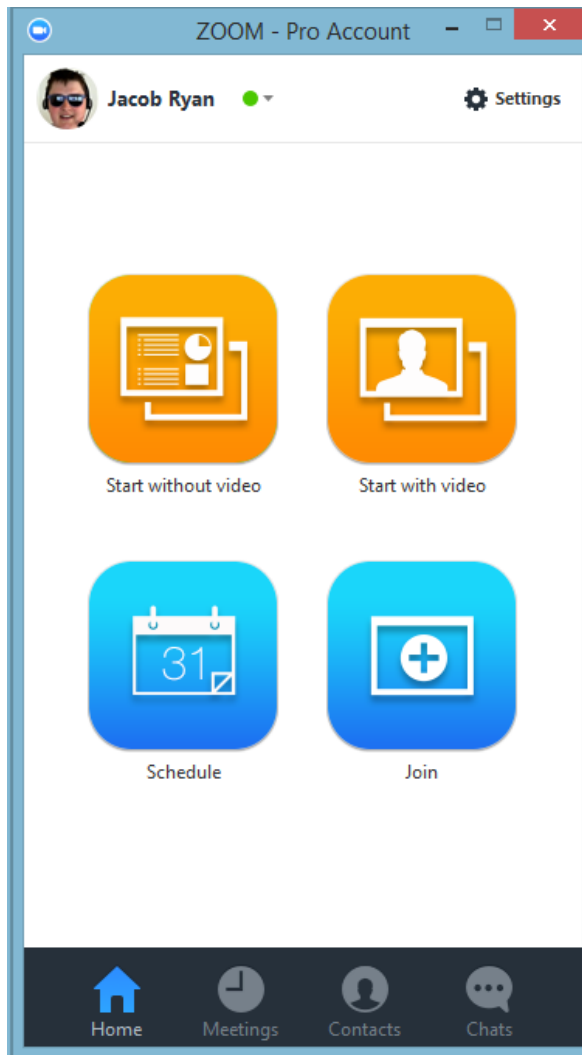 ZOOM - Pro Account
Jacob Ryan
Settings
Start without video
Start with video
31
Schedule
Join
Home
Meetings
Contacts
Chats